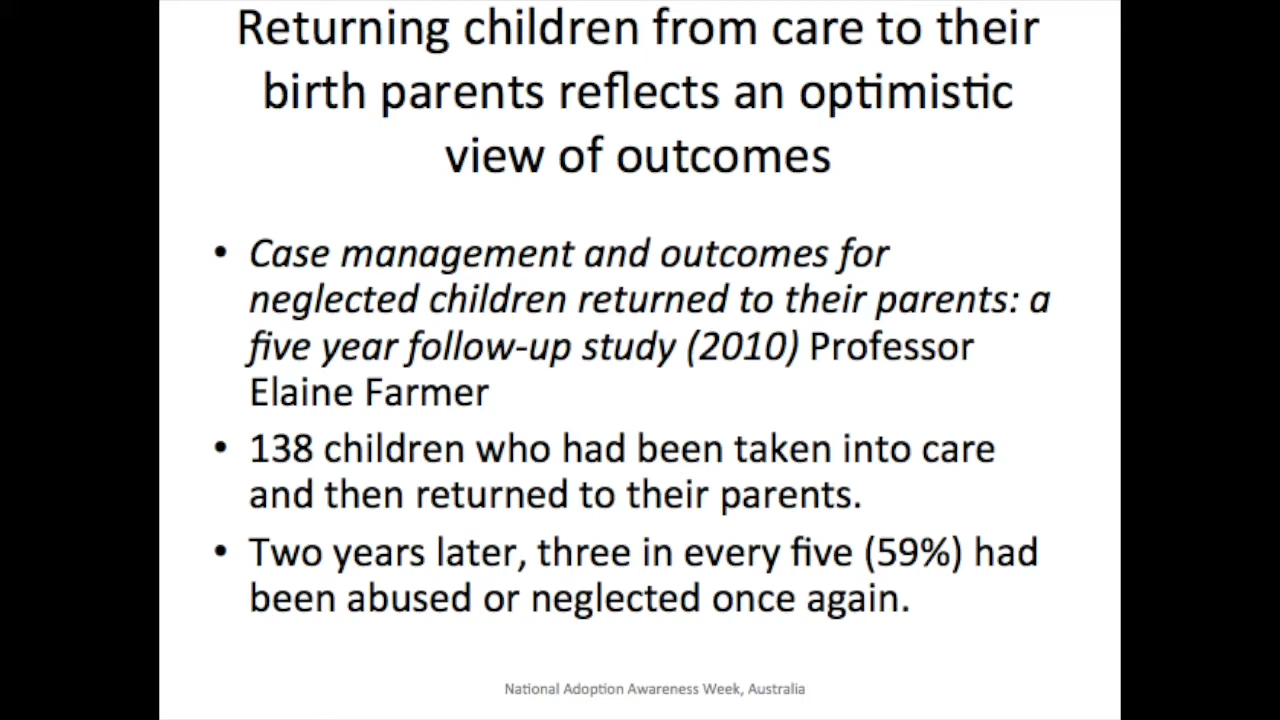 Returning children from care to their
birth parents reflects an optimistic
view of outcomes
• Case management and outcomes for
neglected children returned to their parents: a
five year follow-up study (2010) Professor
Elaine Farmer
• 138 children who had been taken into care
and then returned to their parents.
• Two years later, three in every five (59%) had
been abused or neglected once again.
National Adoption Awareness Week, Australia